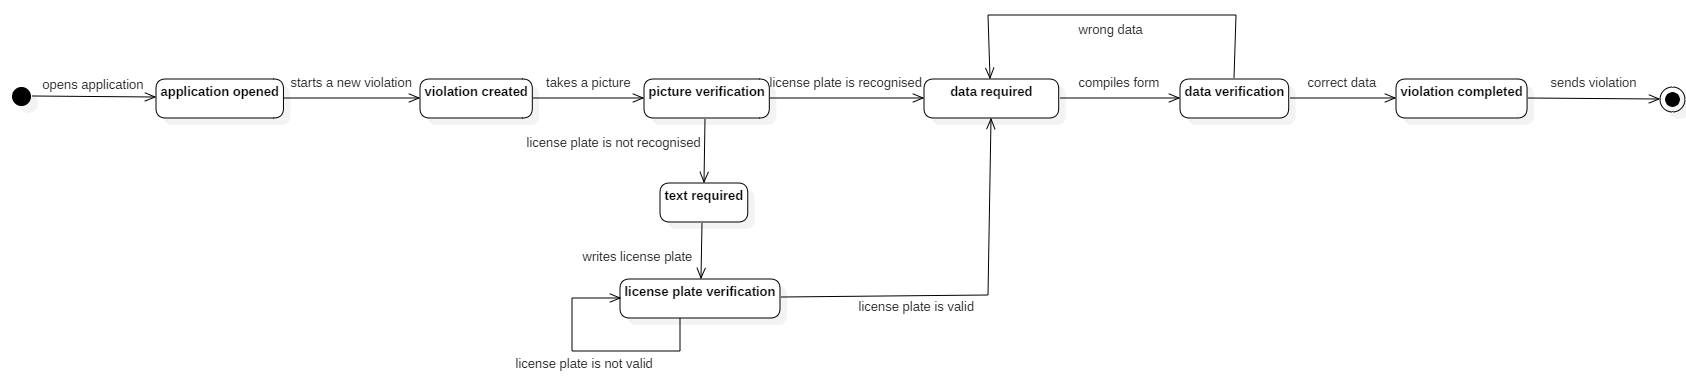 wrong data
opens application
application opened
starts a new violation
violation created
takes a picture
picture verification
license plate is recognised
data required
compiles form
data verification
correct data
violation completed
sends violation
license plate is not recognised
text required
writes license plate
license plate verification
license plate is valid
license plate is not valid